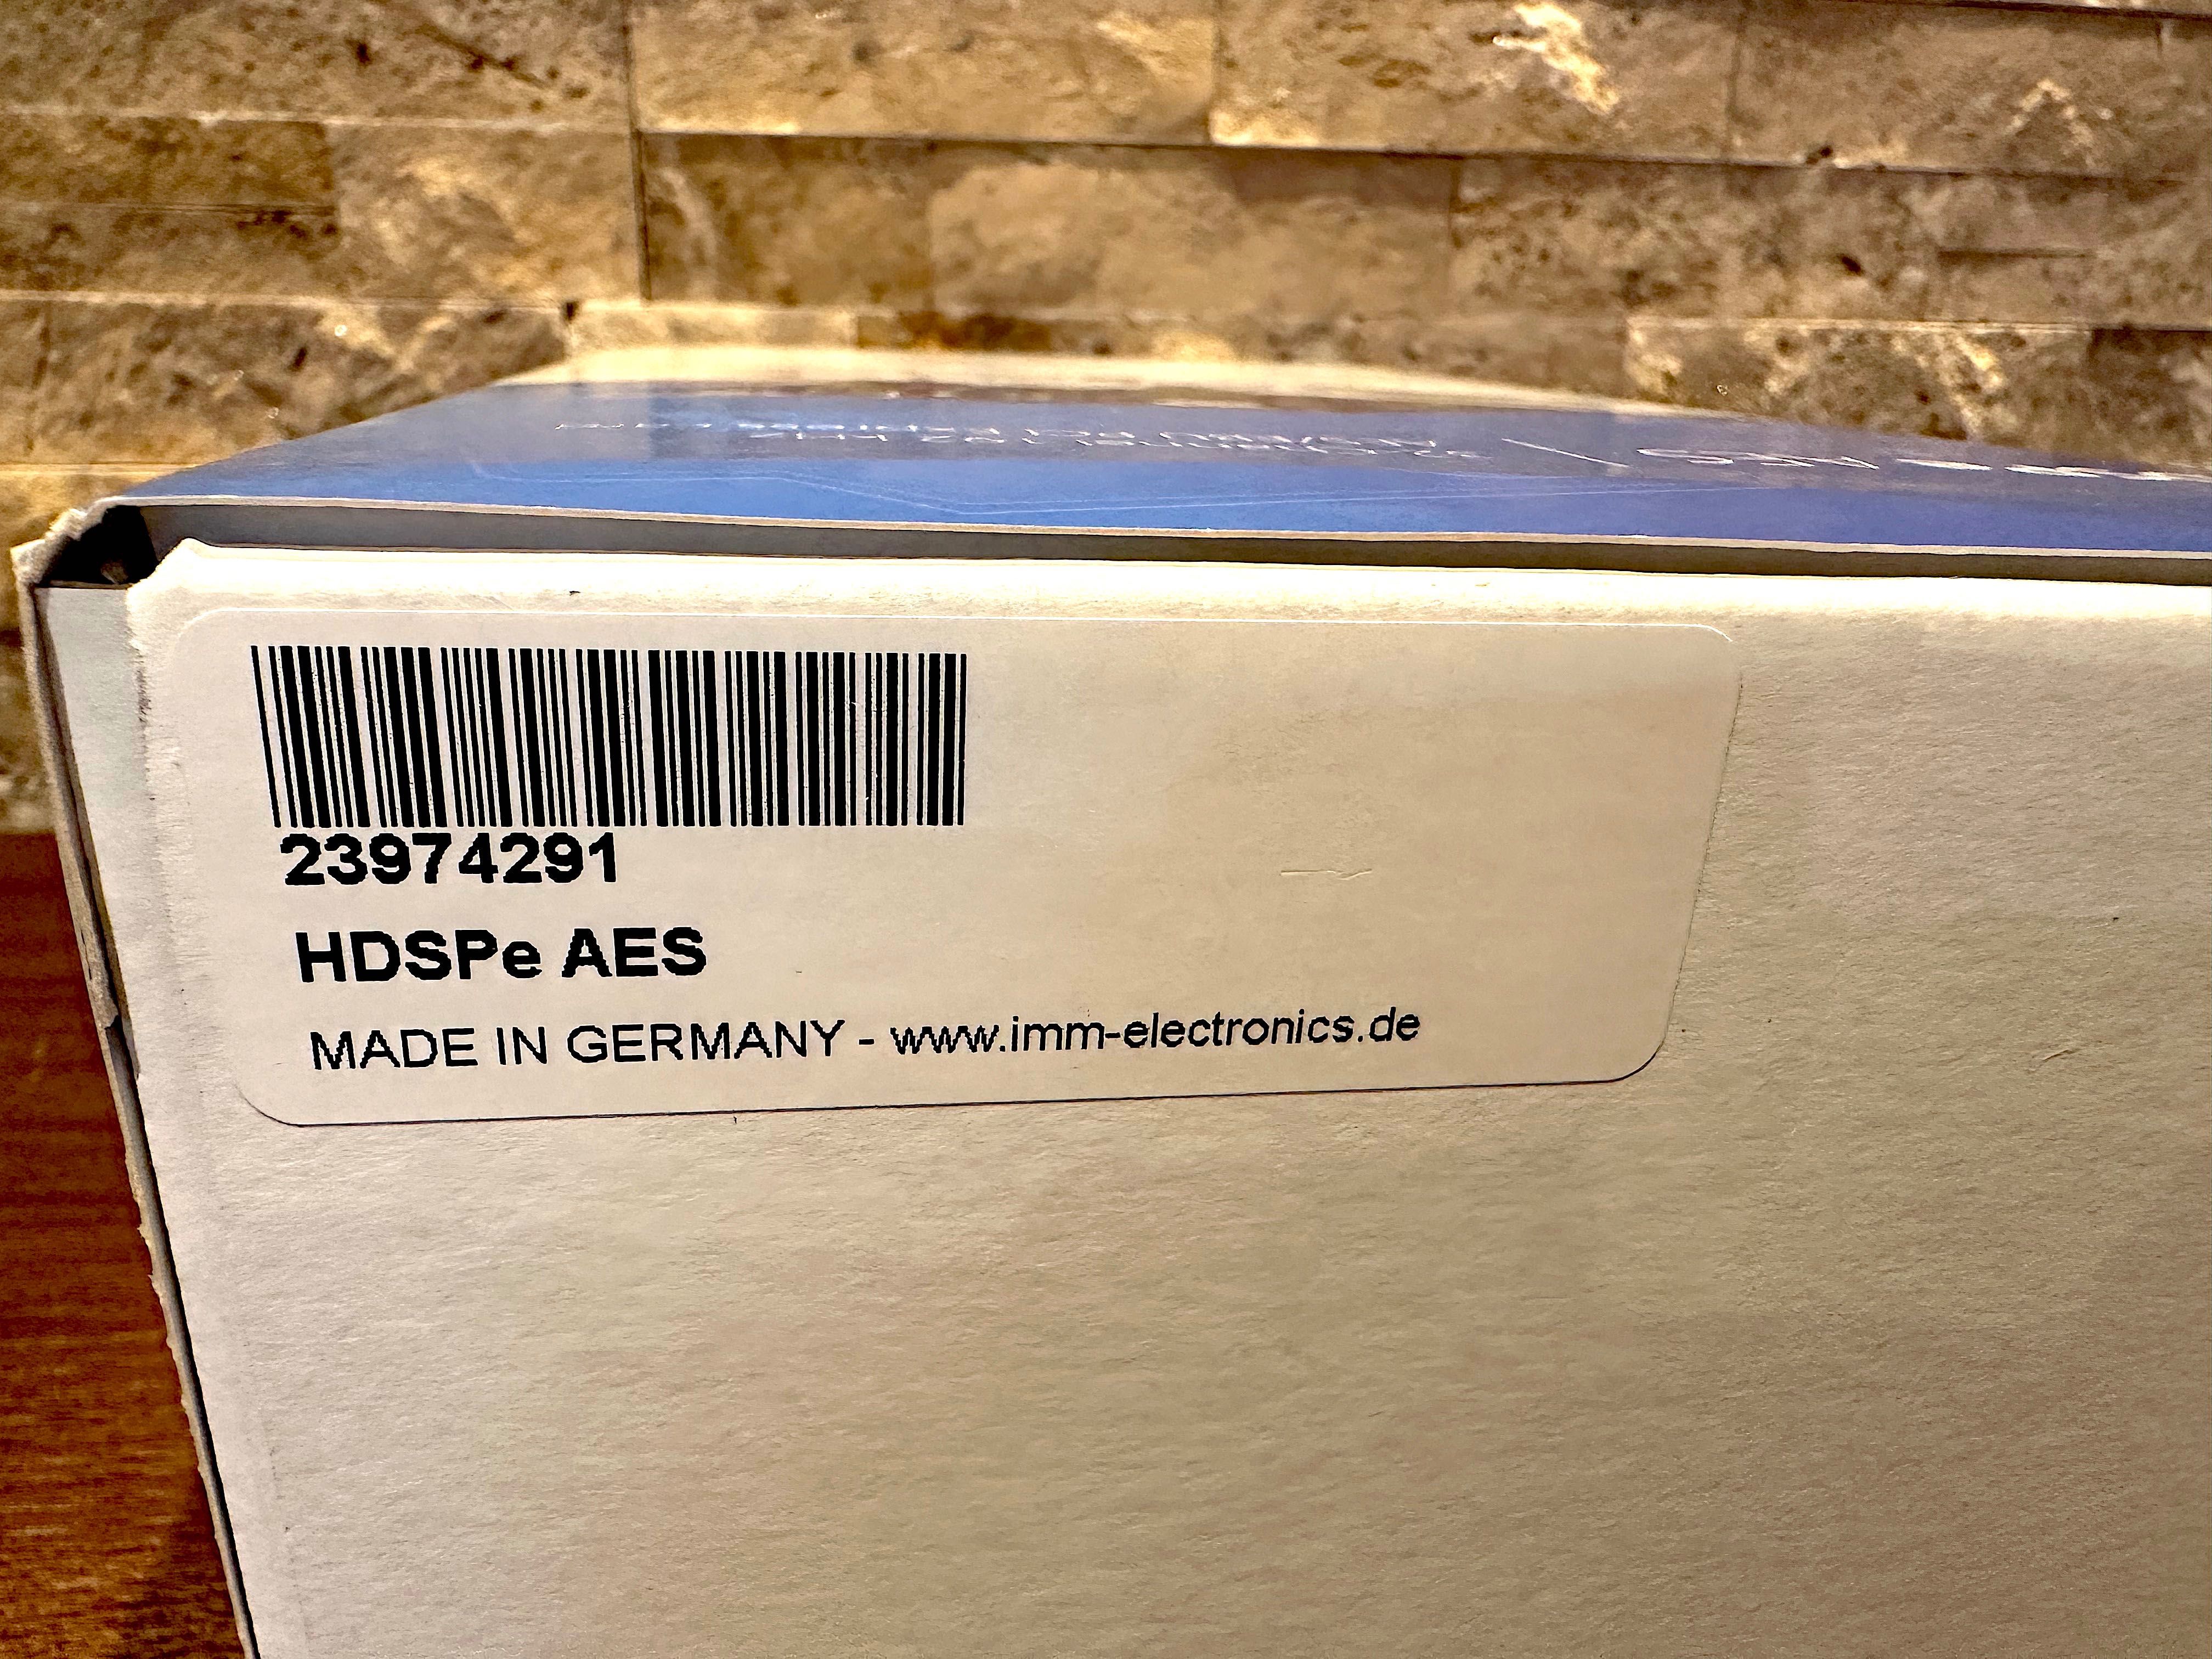 23974291
HDSPe AES
MADE IN GERMANY - www.imm-electronics.de